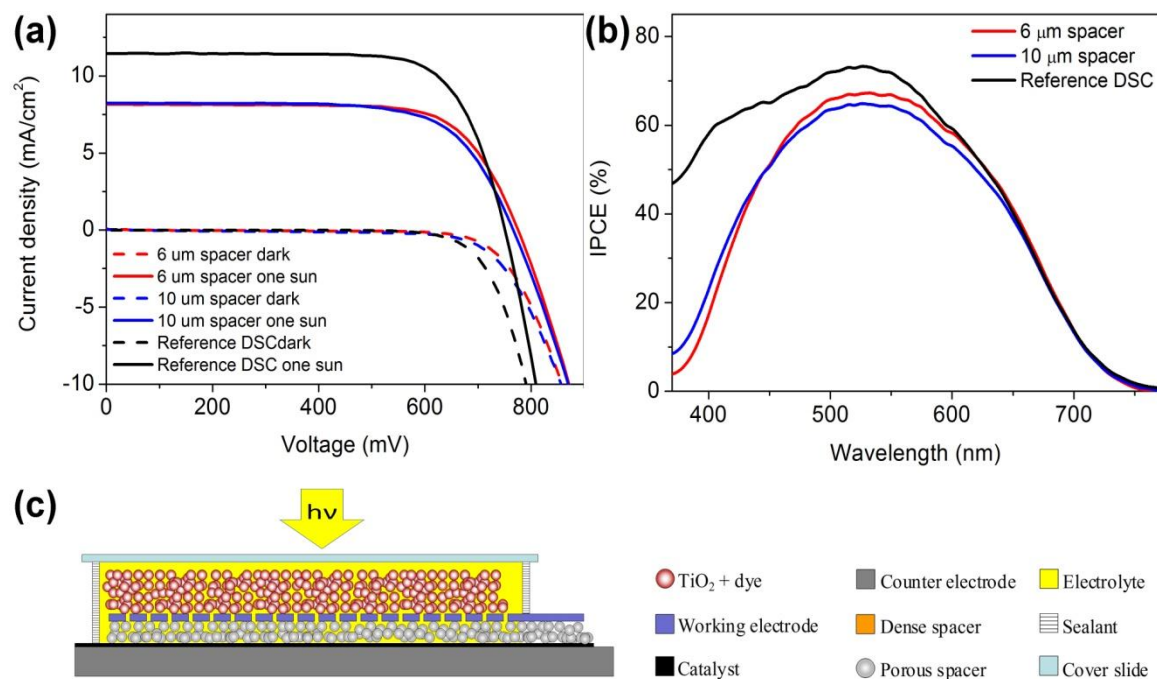 (a)
10
5
0
-5
-10
Current density (mA/cm²)
6 um spacer dark
6 um spacer one sun
10 um spacer dark
10 um spacer one sun
Reference DSCdark
Reference DSC one sun
0 200 400 600 800
Voltage (mV)
(b)
6 μm spacer
10 μm spacer
Reference DSC
80
60
40
20
0
IPCE (%)
400 500 600 700
Wavelength (nm)
(c)
hν
TiO₂ + dye
Counter electrode
Electrolyte
Working electrode
Dense spacer
Sealant
Catalyst
Porous spacer
Cover slide